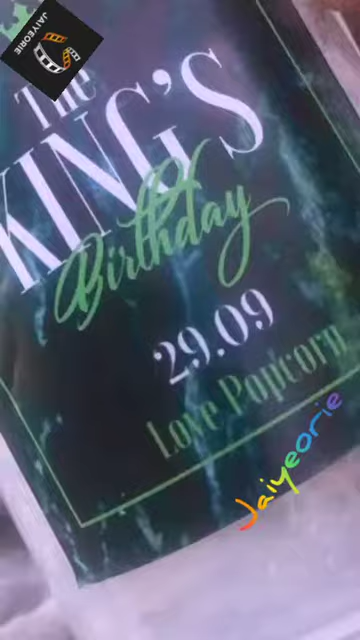 JAIYEORIE
The
KING'S
Birthday
29.09
Love Popcorn
Jaiyeorie